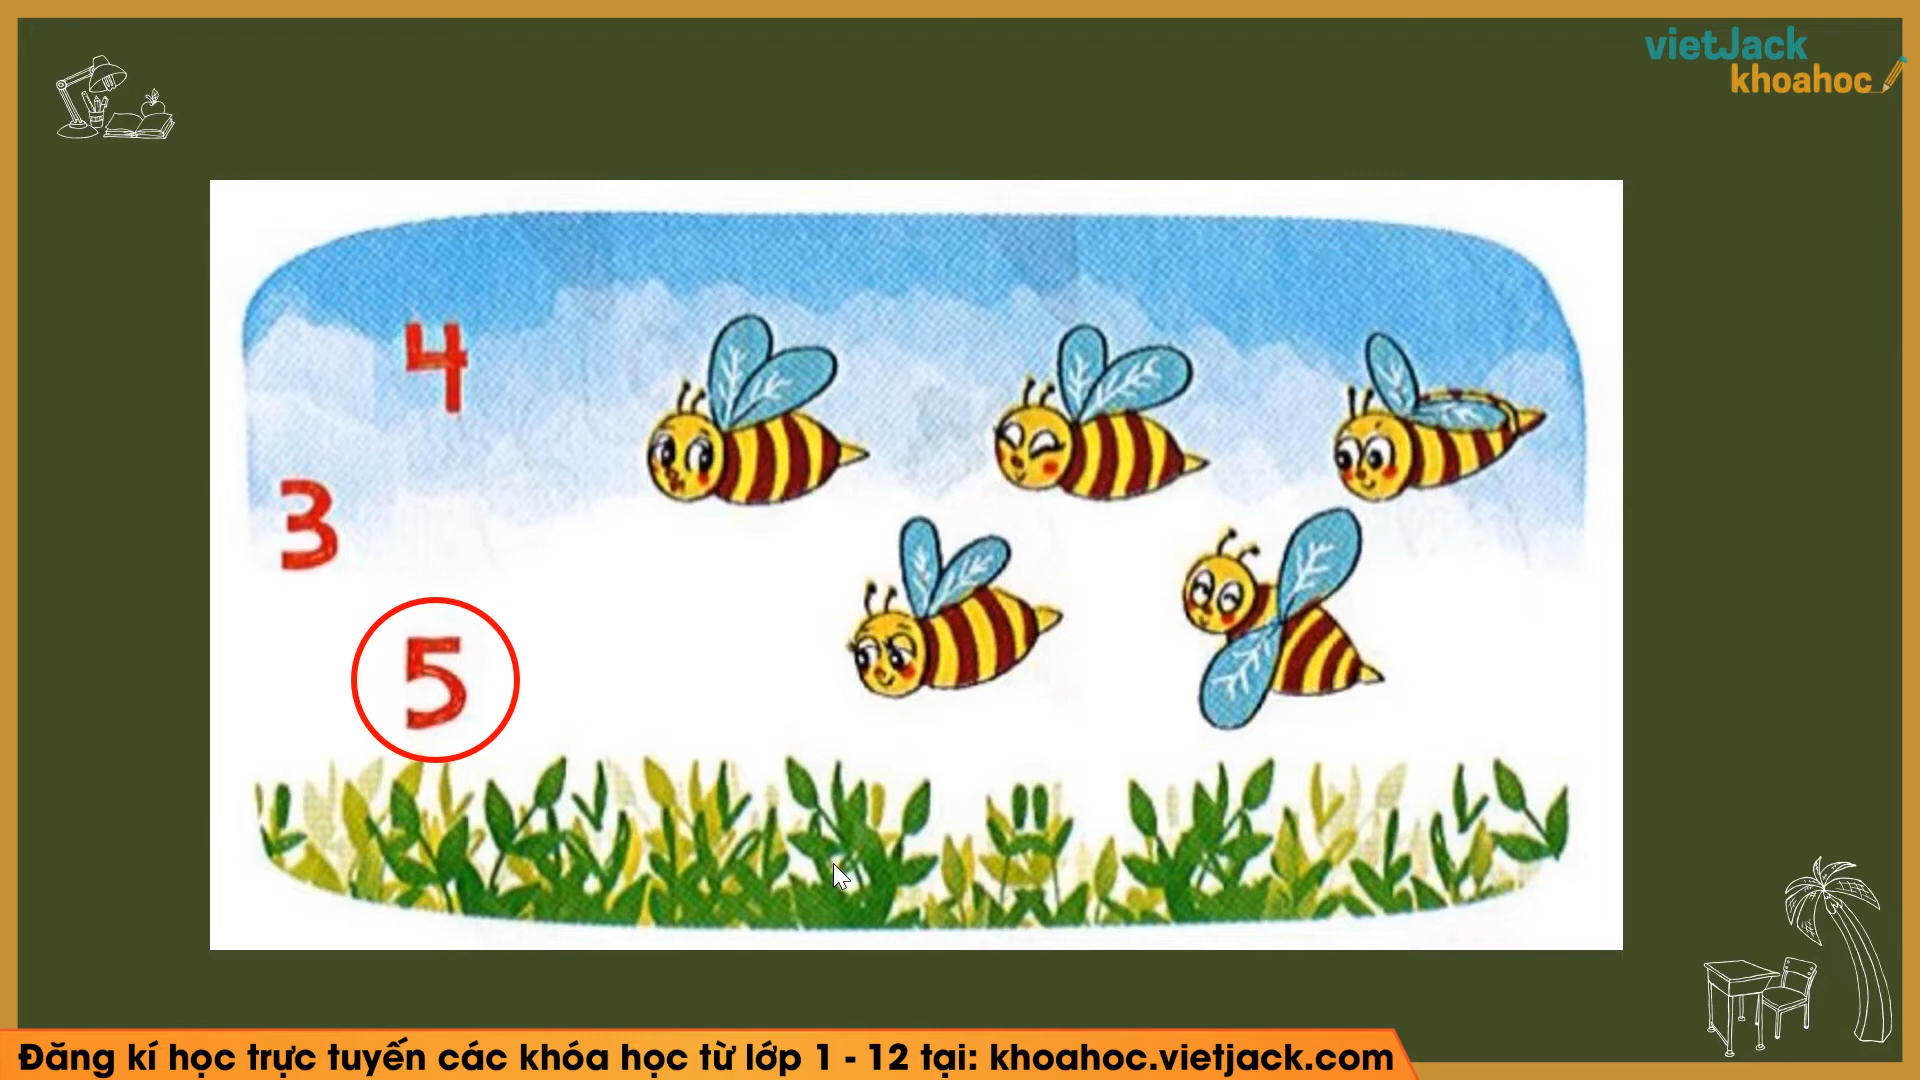 vietJack
khoahoc
4
3
5
Đăng kí học trực tuyến các khóa học từ lớp 1 - 12 tại: khoahoc.vietjack.com